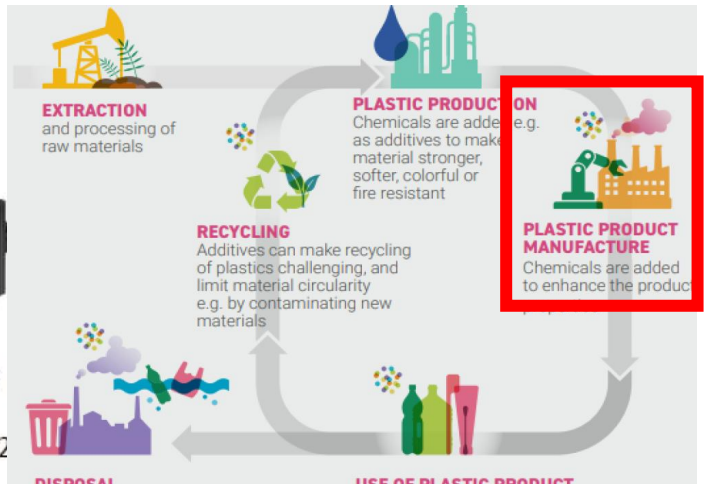 EXTRACTION
and processing of
raw materials
PLASTIC PRODUCTION
Chemicals are added e.g.
as additives to make
material stronger,
softer, colorful or
fire resistant
PLASTIC PRODUCT
MANUFACTURE
Chemicals are added
to enhance the product
RECYCLING
Additives can make recycling
of plastics challenging, and
limit material circularity
e.g. by contaminating new
materials
2
DISPOSAL
USE OF PLASTIC PRODUCT